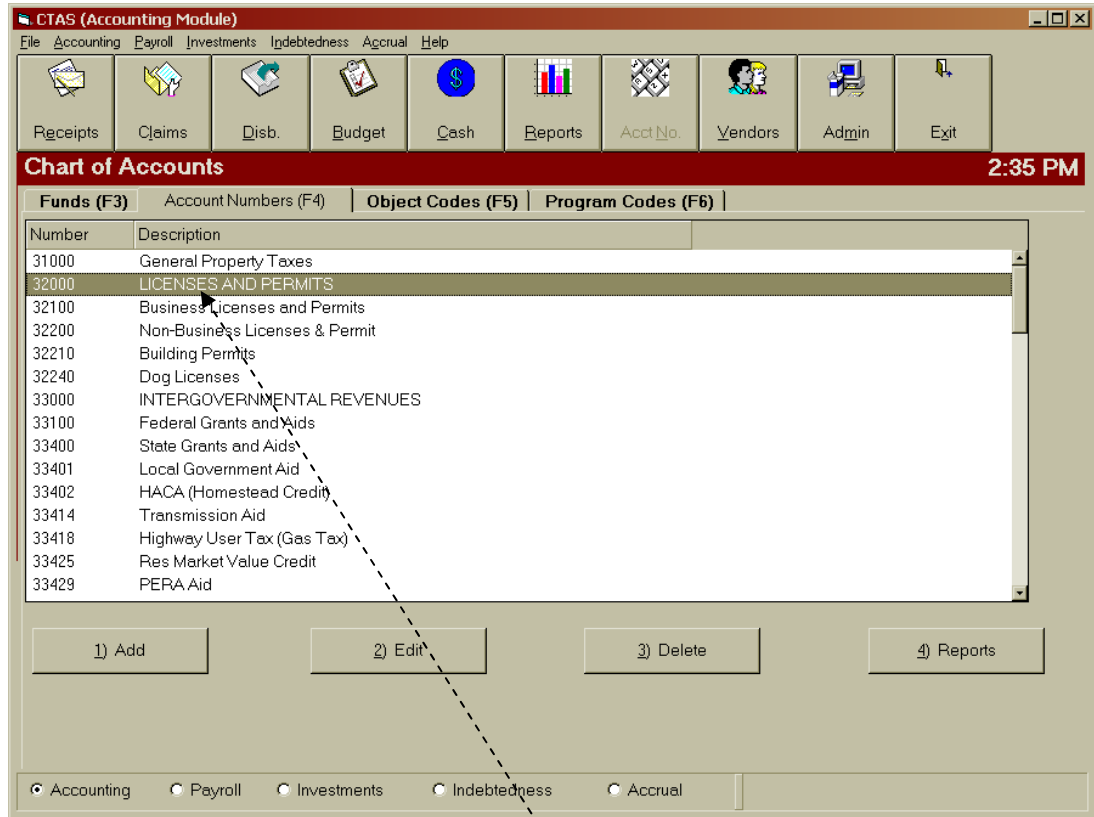 CTAS (Accounting Module)
File Accounting Payroll Investments Indebtedness Accrual Help
Receipts Claims Disb. Budget Cash Reports Acct No. Vendors Admin Exit
Chart of Accounts 2:35 PM
Funds (F3) Account Numbers (F4) Object Codes (F5) Program Codes (F6)
Number Description
31000 General Property Taxes
32000 LICENSES AND PERMITS
32100 Business Licenses and Permits
32200 Non-Business Licenses & Permit
32210 Building Permits
32240 Dog Licenses
33000 INTERGOVERNMENTAL REVENUES
33100 Federal Grants and Aids
33400 State Grants and Aids
33401 Local Government Aid
33402 HACA (Homestead Credit)
33414 Transmission Aid
33418 Highway User Tax (Gas Tax)
33425 Res Market Value Credit
33429 PERA Aid
1) Add 2) Edit 3) Delete 4) Reports
Accounting Payroll Investments Indebtedness Accrual